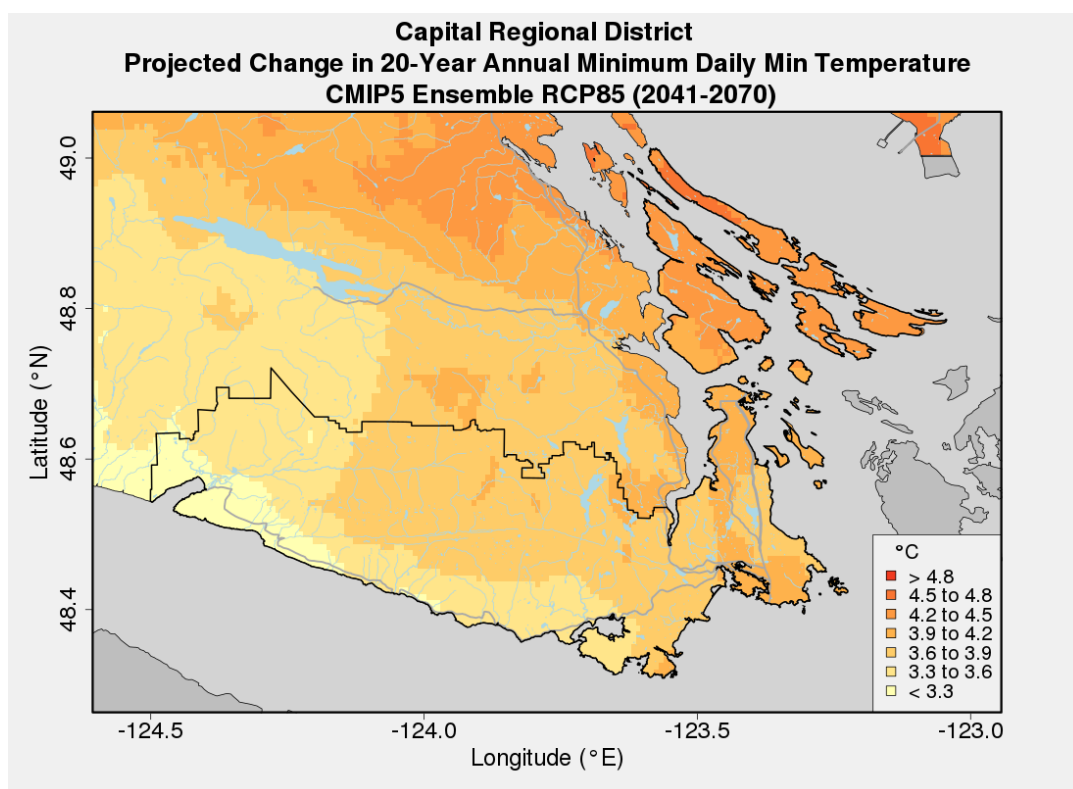 Capital Regional District
Projected Change in 20-Year Annual Minimum Daily Min Temperature
CMIP5 Ensemble RCP85 (2041-2070)
49.0
48.8
48.6
48.4
Latitude (°N)
°C
> 4.8
4.5 to 4.8
4.2 to 4.5
3.9 to 4.2
3.6 to 3.9
3.3 to 3.6
< 3.3
-124.5
-124.0
-123.5
-123.0
Longitude (°E)